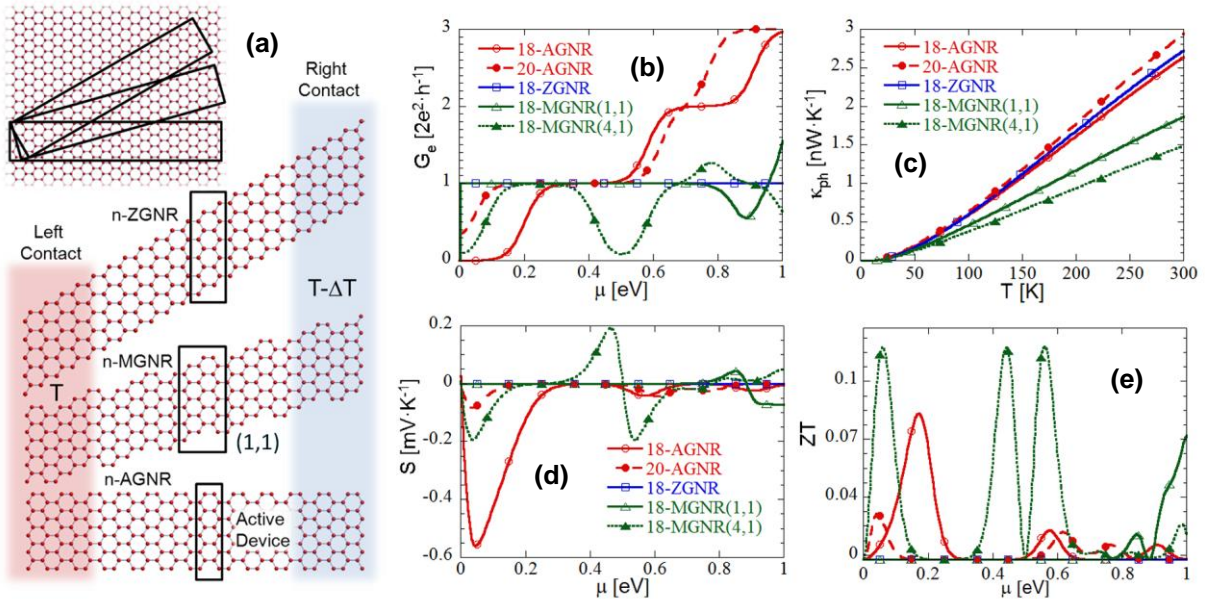 (a)
Right
Contact
n-ZGNR
Left
Contact
T-ΔT
n-MGNR
T
(1,1)
n-AGNR
Active
Device
(b)
18-AGNR
20-AGNR
18-ZGNR
18-MGNR(1,1)
18-MGNR(4,1)
Gₑ [2e²·h⁻¹]
3
2
1
0
0 0.2 0.4 0.6 0.8 1
μ [eV]
(c)
18-AGNR
20-AGNR
18-ZGNR
18-MGNR(1,1)
18-MGNR(4,1)
κph [nW·K⁻¹]
3
2.5
2
1.5
1
0.5
0
0 50 100 150 200 250 300
T [K]
(d)
18-AGNR
20-AGNR
18-ZGNR
18-MGNR(1,1)
18-MGNR(4,1)
S [mV·K⁻¹]
0.2
0
-0.2
-0.4
-0.6
0 0.2 0.4 0.6 0.8 1
μ [eV]
(e)
ZT
0.1
0.07
0.04
0
0 0.2 0.4 0.6 0.8 1
μ [eV]